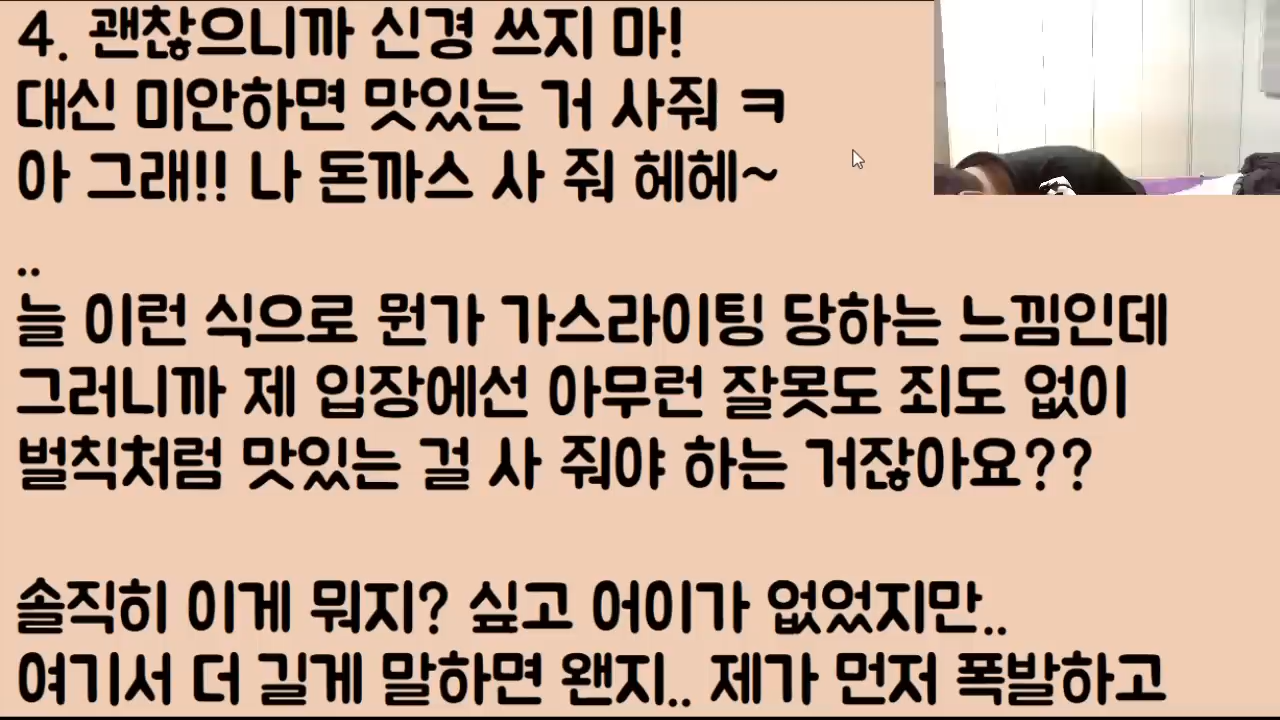 4. 괜찮으니까 신경 쓰지 마!
대신 미안하면 맛있는 거 사줘 ㅋ
아 그래!! 나 돈까스 사 줘 헤헤~
..
늘 이런 식으로 뭔가 가스라이팅 당하는 느낌인데
그러니까 제 입장에선 아무런 잘못도 죄도 없이
벌칙처럼 맛있는 걸 사 줘야 하는 거잖아요??
솔직히 이게 뭐지? 싶고 어이가 없었지만..
여기서 더 길게 말하면 왠지.. 제가 먼저 폭발하고